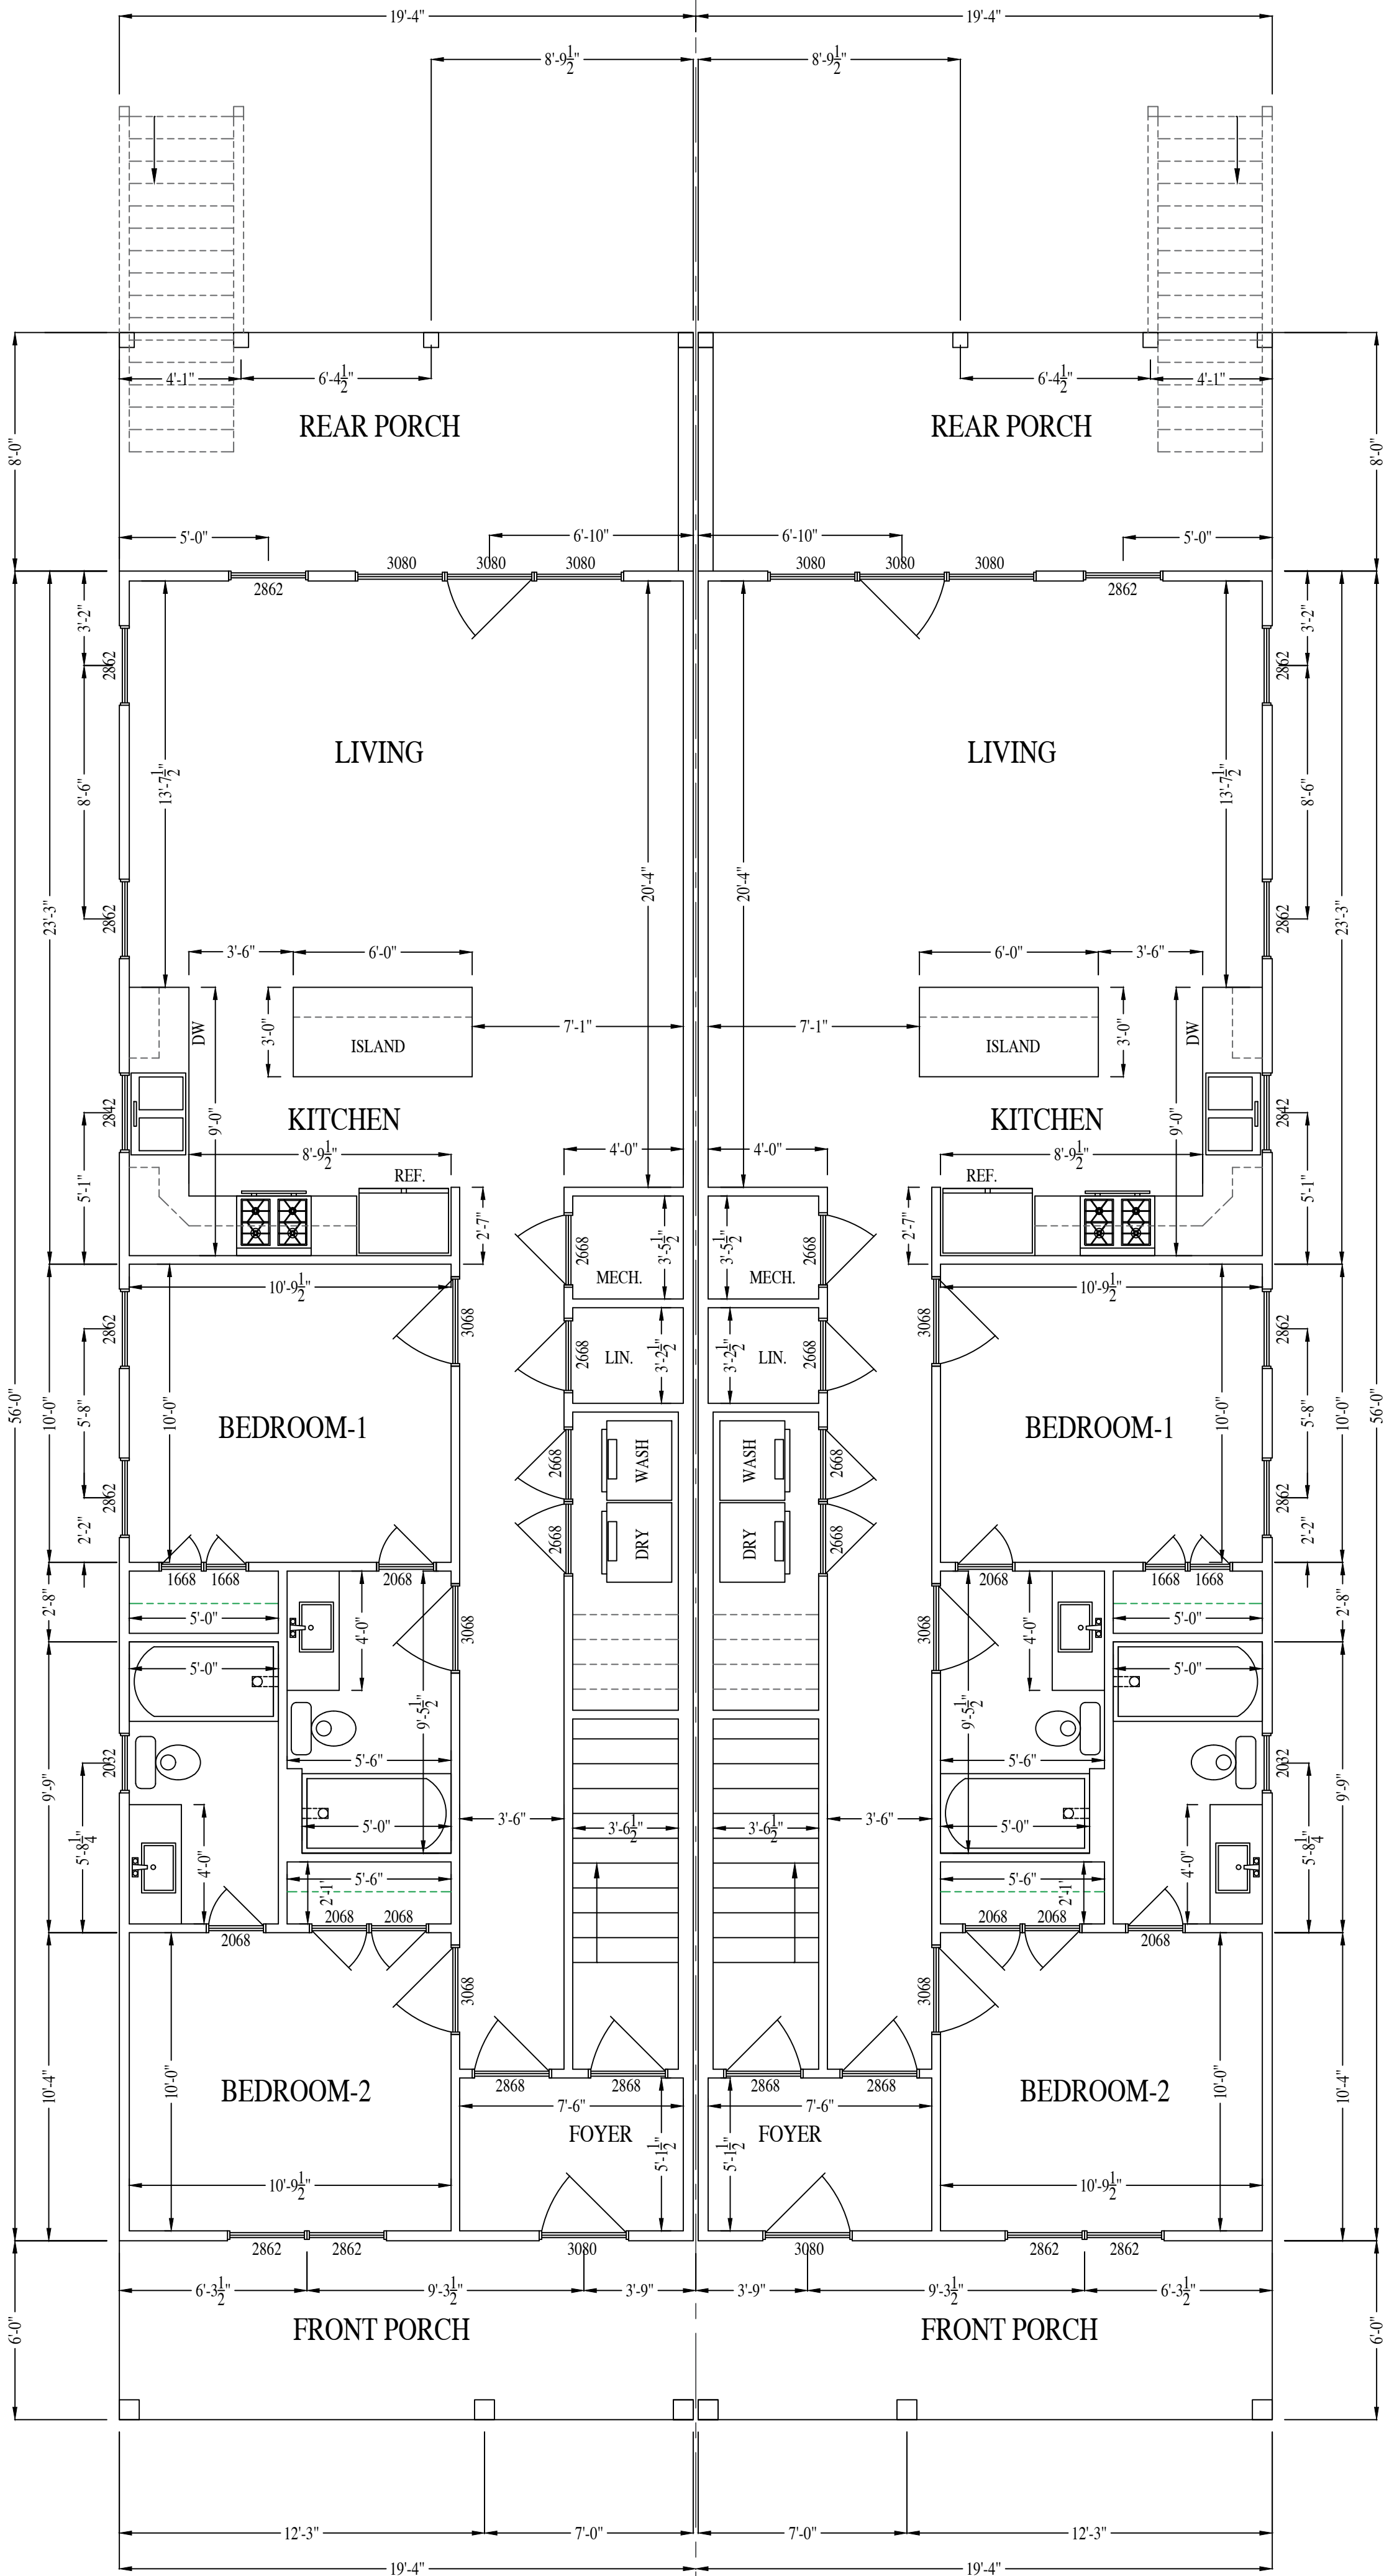 19'-4" 19'-4"
8'-9 1/2" 8'-9 1/2"
4'-1" 6'-4 1/2" 6'-4 1/2" 4'-1"
REAR PORCH REAR PORCH
8'-0" 8'-0"
5'-0" 6'-10" 6'-10" 5'-0"
3080 3080 3080 3080 3080 3080
2862 2862
3'-2" 3'-2"
2862 2862
LIVING LIVING
13'-7 1/2" 13'-7 1/2"
8'-6" 8'-6"
20'-4" 20'-4"
23'-3" 2862 2862 23'-3"
3'-6" 6'-0" 6'-0" 3'-6"
DW 3'-0" 7'-1" 7'-1" 3'-0" DW
ISLAND ISLAND
2842 9'-0" KITCHEN KITCHEN 9'-0" 2842
8'-9 1/2" 4'-0" 4'-0" 8'-9 1/2"
REF. REF.
5'-1" 5'-1"
2'-7" 2668 3'-5 1/2" 3'-5 1/2" 2668 2'-7"
MECH. MECH.
10'-9 1/2" 10'-9 1/2"
2862 3068 3068 2862
2668 LIN. 3'-2 1/2" 3'-2 1/2" LIN. 2668
56'-0" 10'-0" 5'-8" 10'-0" 10'-0" 5'-8" 10'-0" 56'-0"
BEDROOM-1 BEDROOM-1
2668 WASH WASH 2668
2862 2862
2'-2" 2668 DRY DRY 2668 2'-2"
1668 1668 2068 2068 1668 1668
2'-8" 5'-0" 4'-0" 3068 3068 4'-0" 5'-0" 2'-8"
5'-0" 5'-0"
9'-5 1/2" 9'-5 1/2"
2032 5'-6" 5'-6" 2032
9'-9" 9'-9"
5'-8 1/4" 5'-0" 3'-6" 3'-6 1/2" 3'-6 1/2" 3'-6" 5'-0" 5'-8 1/4"
4'-0" 5'-6" 5'-6" 4'-0"
2'-1" 2'-1"
2068 2068 2068 2068
2068 2068
3068 3068
10'-4" 10'-0" BEDROOM-2 2868 2868 2868 2868 BEDROOM-2 10'-0" 10'-4"
7'-6" 7'-6"
FOYER 5'-1 1/2" 5'-1 1/2" FOYER
10'-9 1/2" 10'-9 1/2"
2862 2862 3080 3080 2862 2862
6'-3 1/2" 9'-3 1/2" 3'-9" 3'-9" 9'-3 1/2" 6'-3 1/2"
6'-0" FRONT PORCH FRONT PORCH 6'-0"
12'-3" 7'-0" 7'-0" 12'-3"
19'-4" 19'-4"